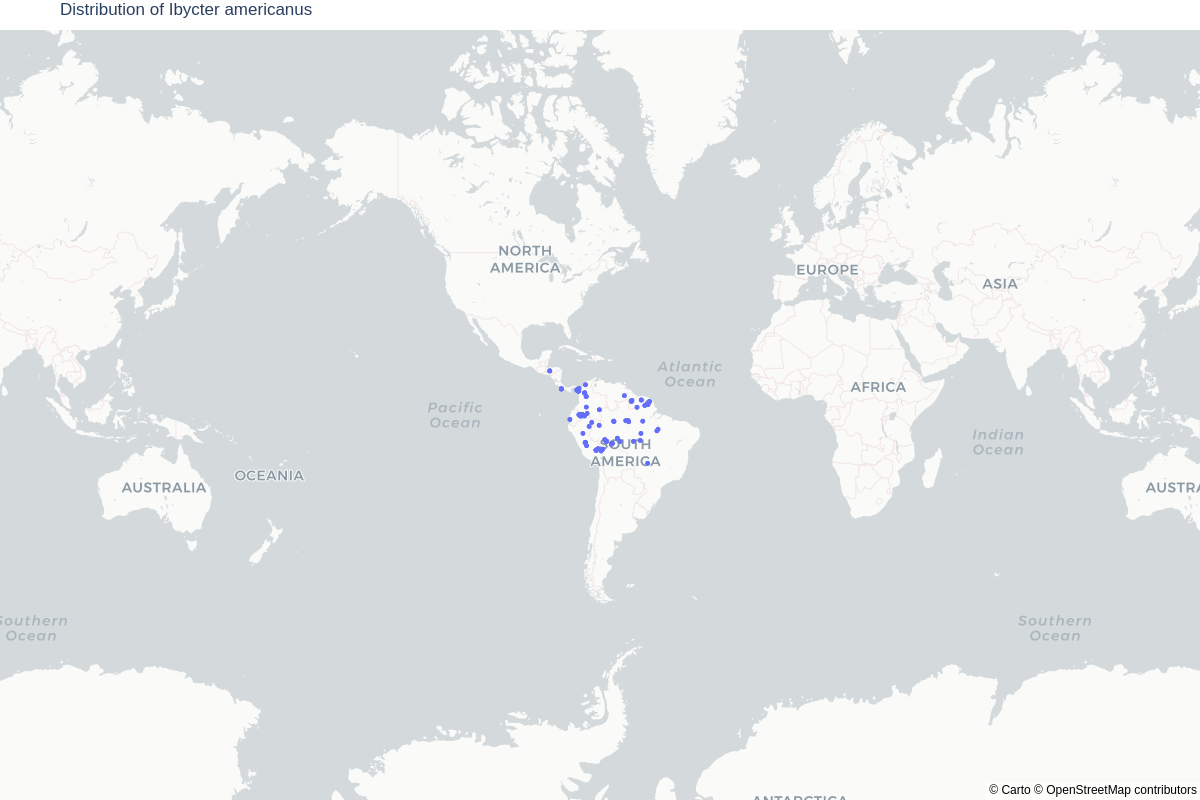 Distribution of Ibycter americanus
NORTH
AMERICA
EUROPE
ASIA
Atlantic
Ocean
AFRICA
Pacific
Ocean
Indian
Ocean
SOUTH
AMERICA
OCEANIA
AUSTRALIA
AUSTRA
Southern
Ocean
Southern
Ocean
ANTARCTICA
© Carto © OpenStreetMap contributors